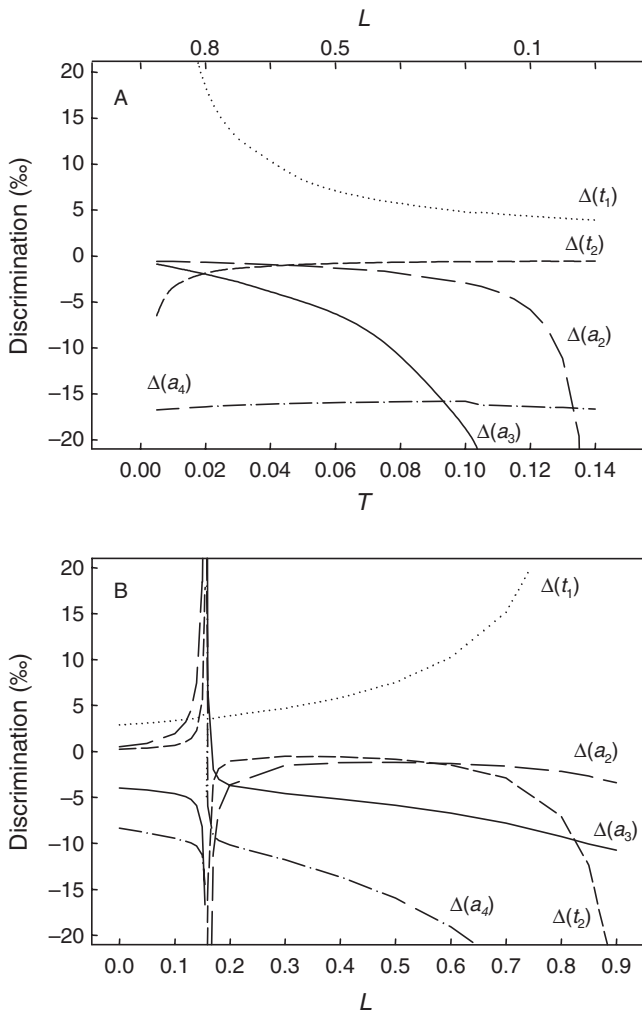 L
0.8 0.5 0.1
20
15
10
5
0
−5
−10
−15
−20
Discrimination (‰)
A
Δ(t₁)
Δ(t₂)
Δ(a₂)
Δ(a₄)
Δ(a₃)
0.00 0.02 0.04 0.06 0.08 0.10 0.12 0.14
T
20
15
10
5
0
−5
−10
−15
−20
Discrimination (‰)
B
Δ(t₁)
Δ(a₂)
Δ(a₃)
Δ(a₄)
Δ(t₂)
0.0 0.1 0.2 0.3 0.4 0.5 0.6 0.7 0.8 0.9
L